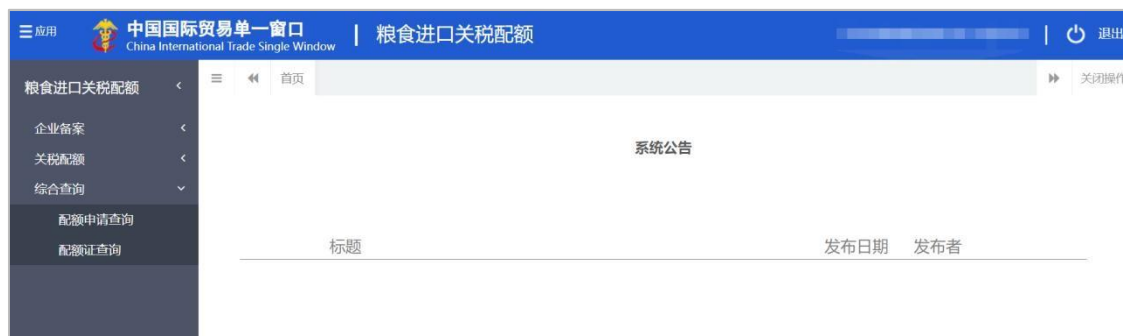 应用
中国国际贸易单一窗口
China International Trade Single Window
粮食进口关税配额
退出
粮食进口关税配额
首页
关闭操作
企业备案
关税配额
综合查询
配额申请查询
配额证查询
系统公告
标题 发布日期 发布者